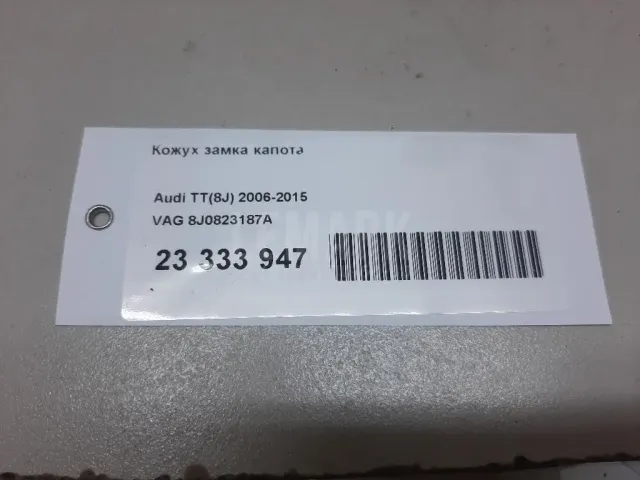 Кожух замка капота
Audi TT(8J) 2006-2015
VAG 8J0823187A
23 333 947